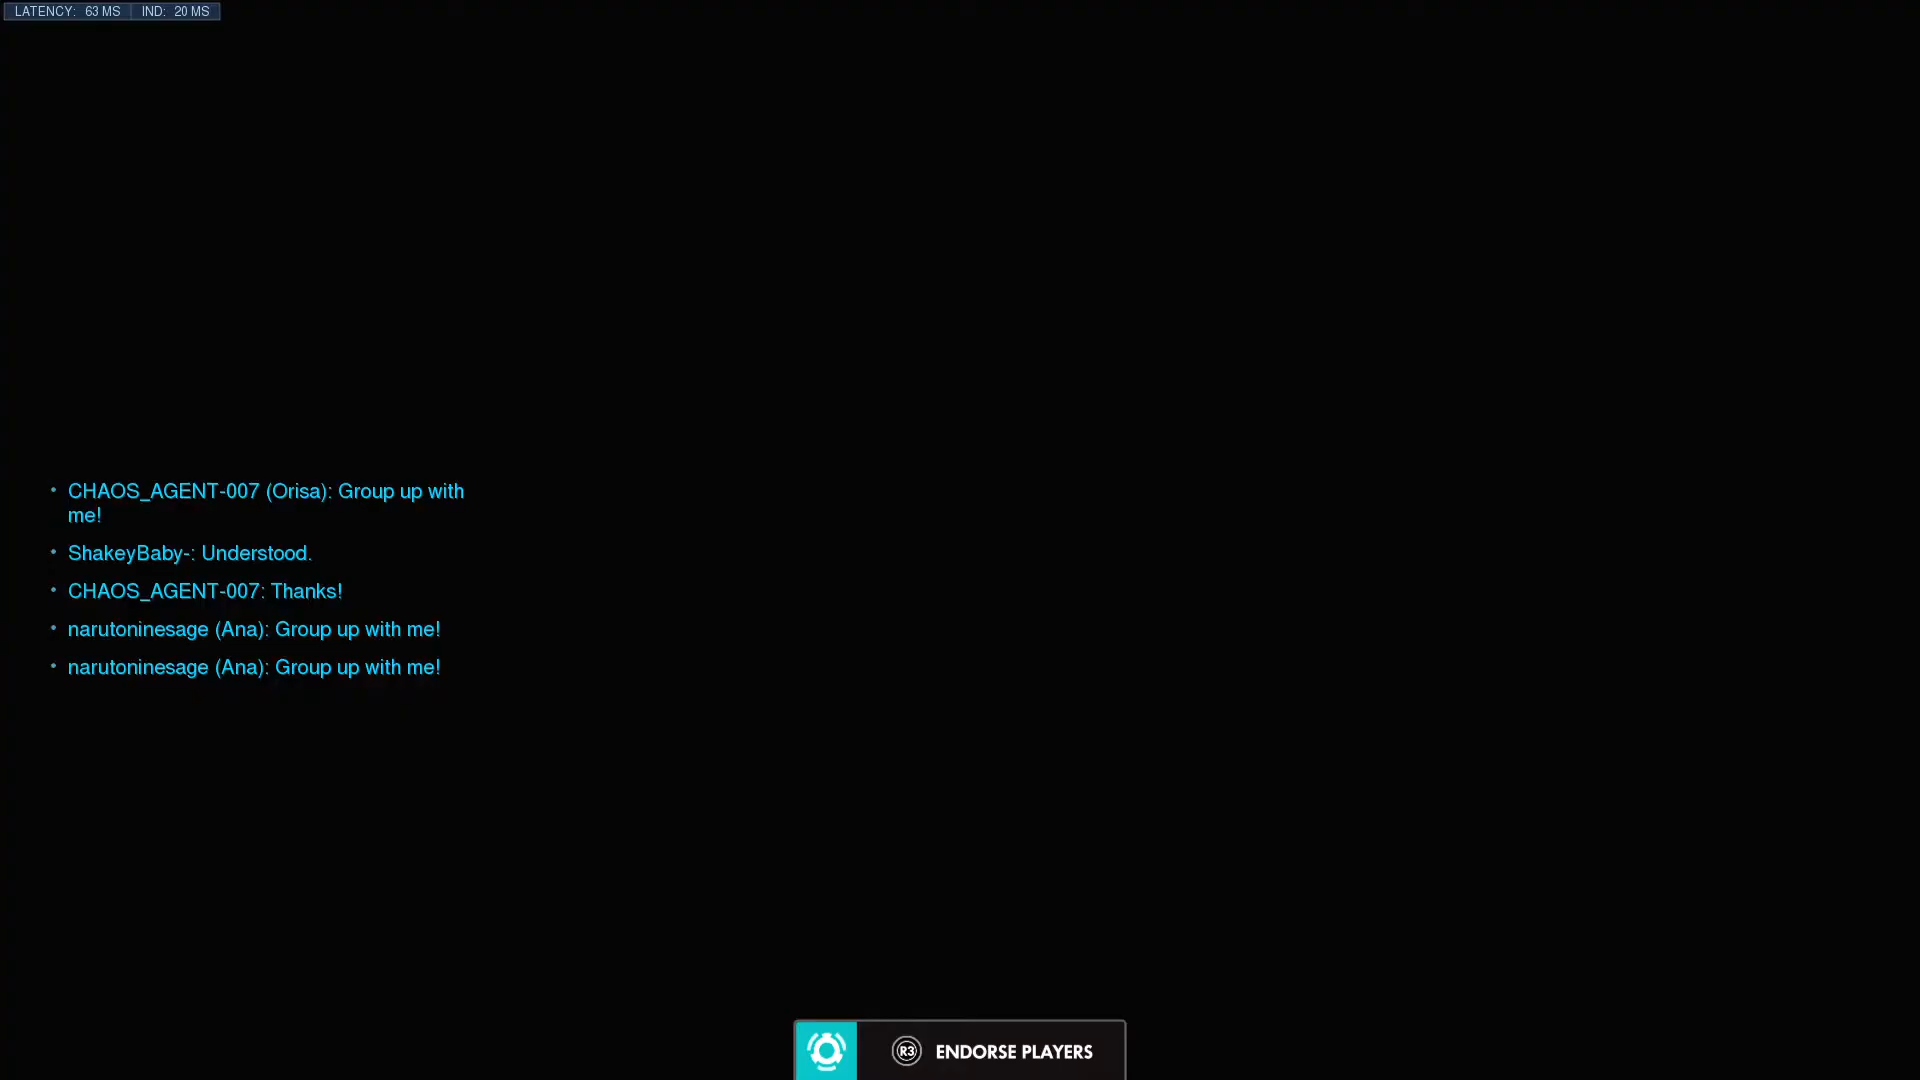 LATENCY: 63 MS IND: 20 MS
• CHAOS_AGENT-007 (Orisa): Group up with
me!
• ShakeyBaby-: Understood.
• CHAOS_AGENT-007: Thanks!
• narutoninesage (Ana): Group up with me!
• narutoninesage (Ana): Group up with me!
R3 ENDORSE PLAYERS